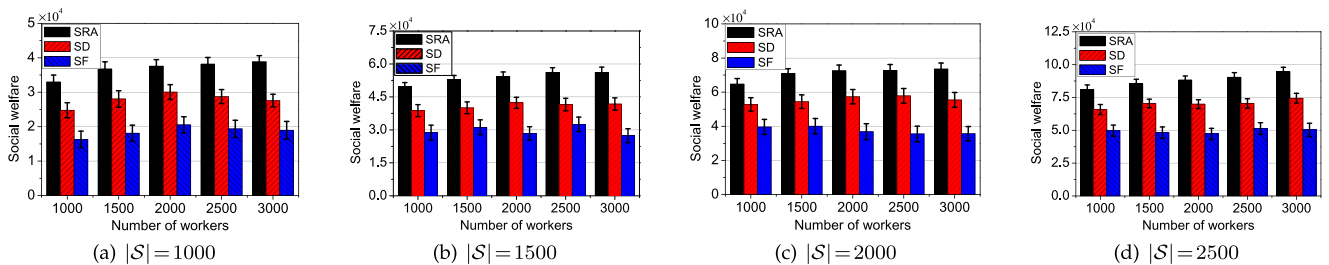 ×10⁴
5
4
3
2
1
0
Social welfare
SRA
SD
SF
1000 1500 2000 2500 3000
Number of workers
(a) |S|=1000
×10⁴
7.5
6.0
4.5
3.0
1.5
0.0
Social welfare
SRA
SD
SF
1000 1500 2000 2500 3000
Number of workers
(b) |S|=1500
×10⁴
10
8
6
4
2
0
Social welfare
SRA
SD
SF
1000 1500 2000 2500 3000
Number of workers
(c) |S|=2000
×10⁴
12.5
10.0
7.5
5.0
2.5
0.0
Social welfare
SRA
SD
SF
1000 1500 2000 2500 3000
Number of workers
(d) |S|=2500